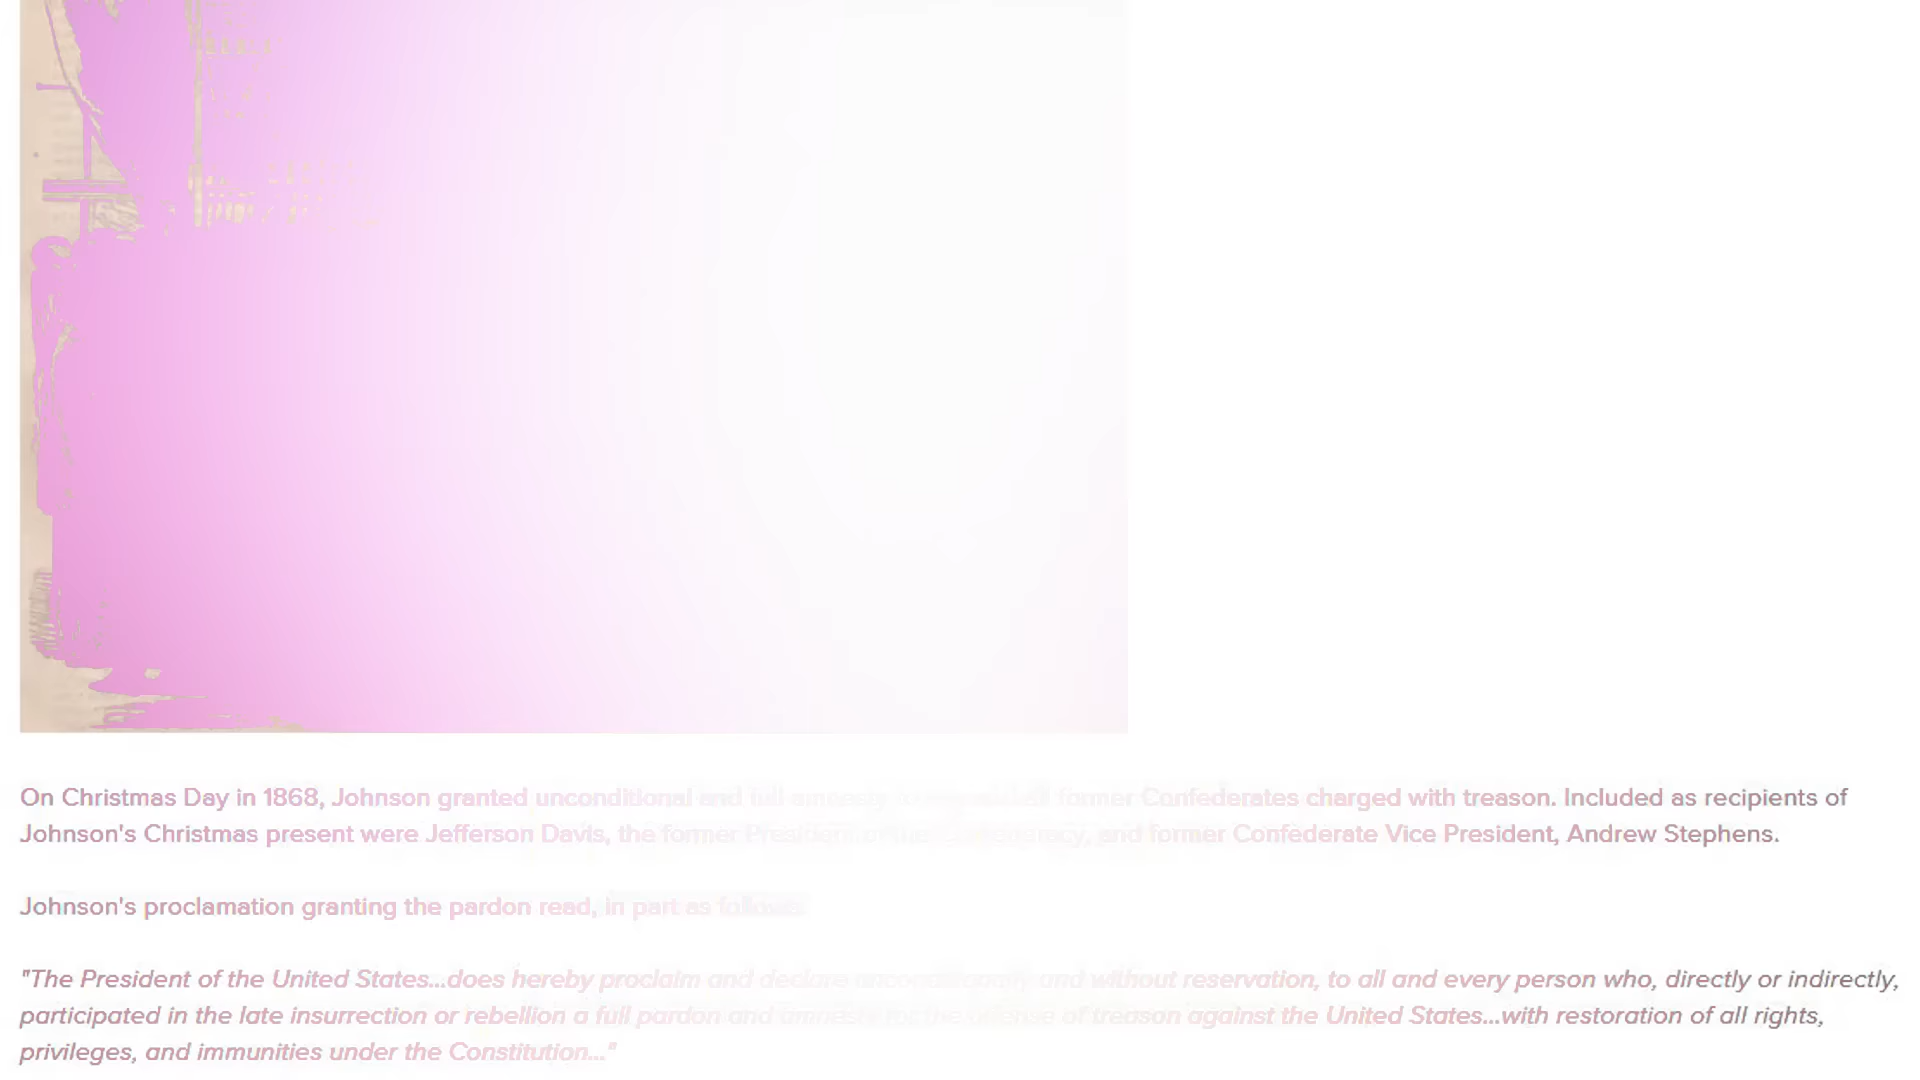 On Christmas Day in 1868, Johnson granted unconditional and full amnesty to former Confederates charged with treason. Included as recipients of
Johnson's Christmas present were Jefferson Davis, the former President of the Confederacy, and former Confederate Vice President, Andrew Stephens.
Johnson's proclamation granting the pardon read, in part as follows:
"The President of the United States...does hereby proclaim and declare unconditionally and without reservation, to all and every person who, directly or indirectly,
participated in the late insurrection or rebellion a full pardon and amnesty for the offense of treason against the United States...with restoration of all rights,
privileges, and immunities under the Constitution..."